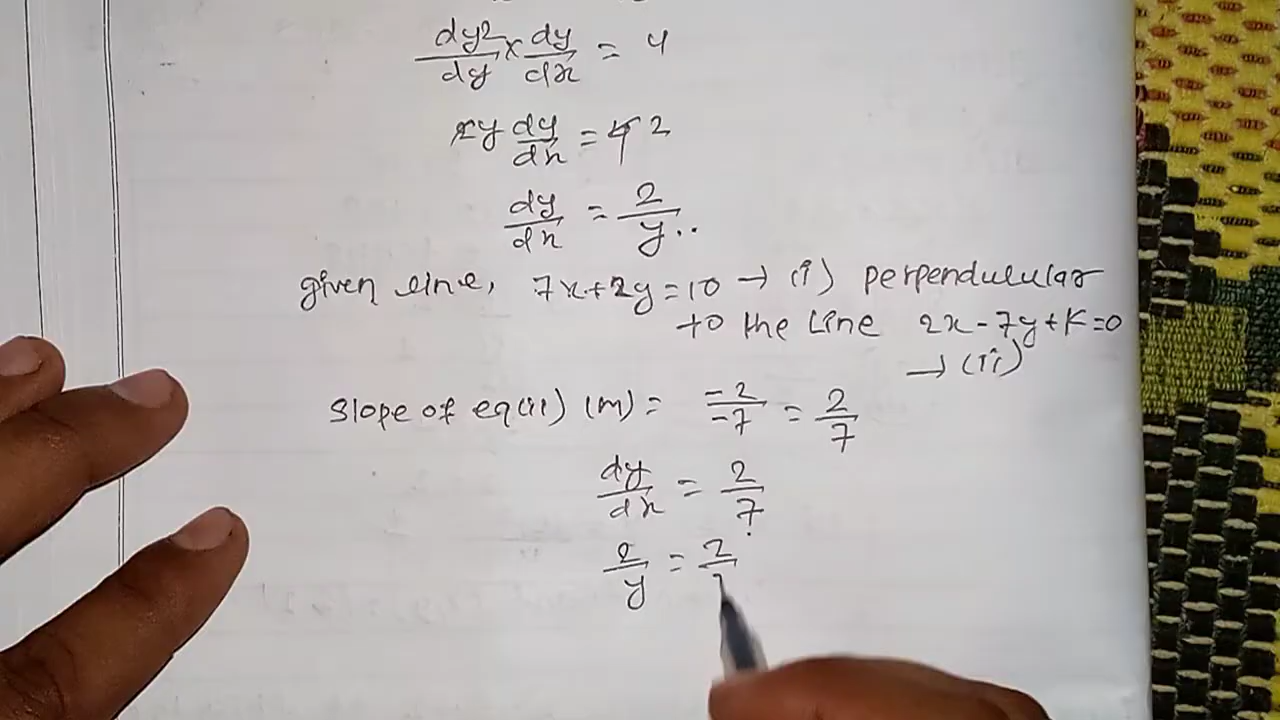 dy2/dy × dy/dx = 4
2y dy/dx = 4 2
dy/dx = 2/y..
given line, 7x+2y=10 → (i) perpendulular
to the line 2x-7y+K=0
→ (ii)
Slope of eq(ii) (m) = -2/-7 = 2/7
dy/dx = 2/7
2/y = 2/